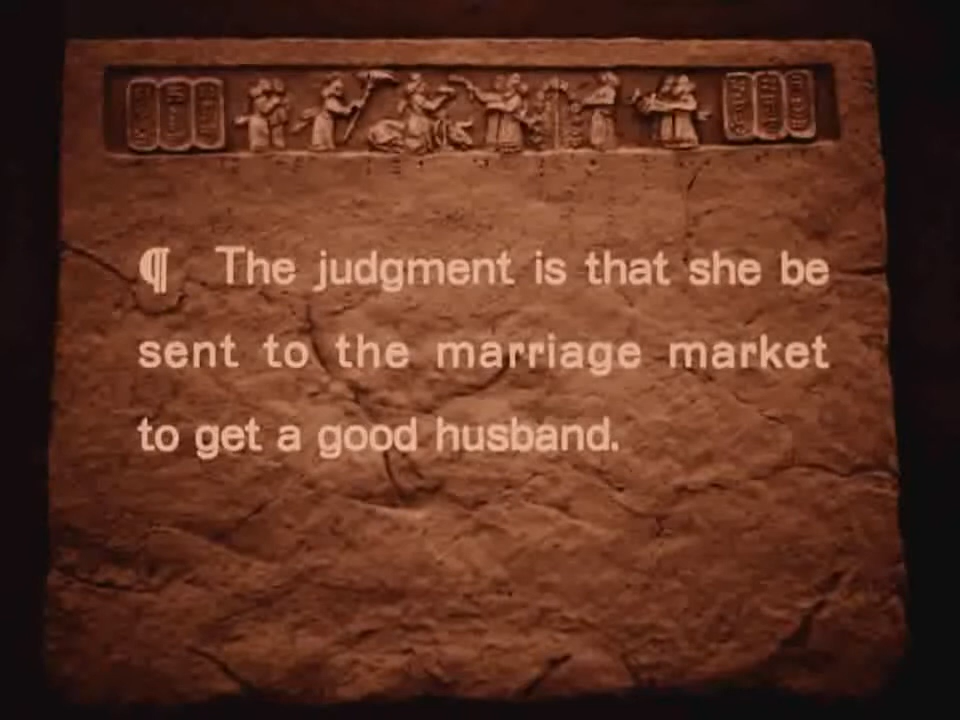 ¶ The judgment is that she be
sent to the marriage market
to get a good husband.